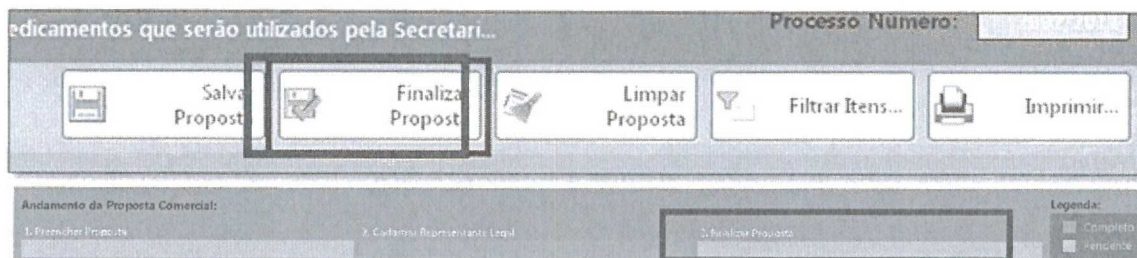 edicamentos que serão utilizados pela Secretari...
Processo Número:
Salva
Propost
Finaliza
Propost
Limpar
Proposta
Filtrar Itens...
Imprimir...
Andamento da Proposta Comercial:
Legenda:
1. Preencher Proposta
2. Cadastrar Representante Legal
3. Finalizar Proposta
Completo
Pendente